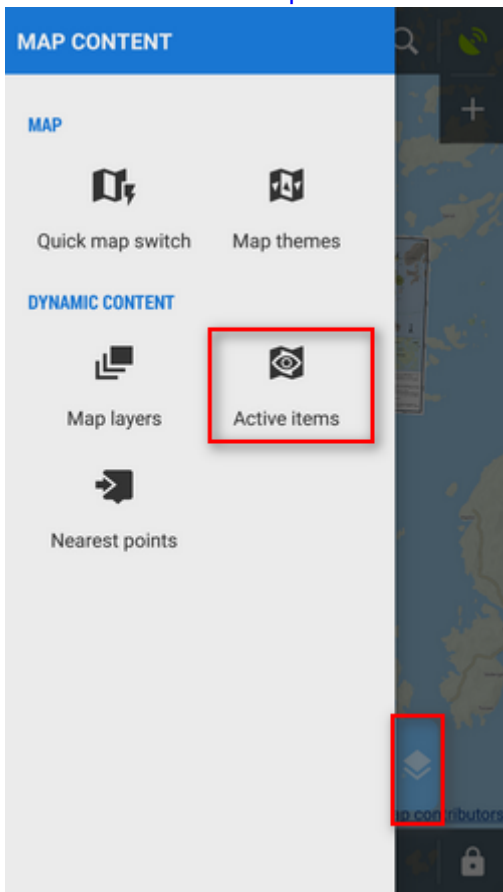 MAP CONTENT
MAP
Quick map switch
Map themes
DYNAMIC CONTENT
Map layers
Active items
Nearest points
contributors